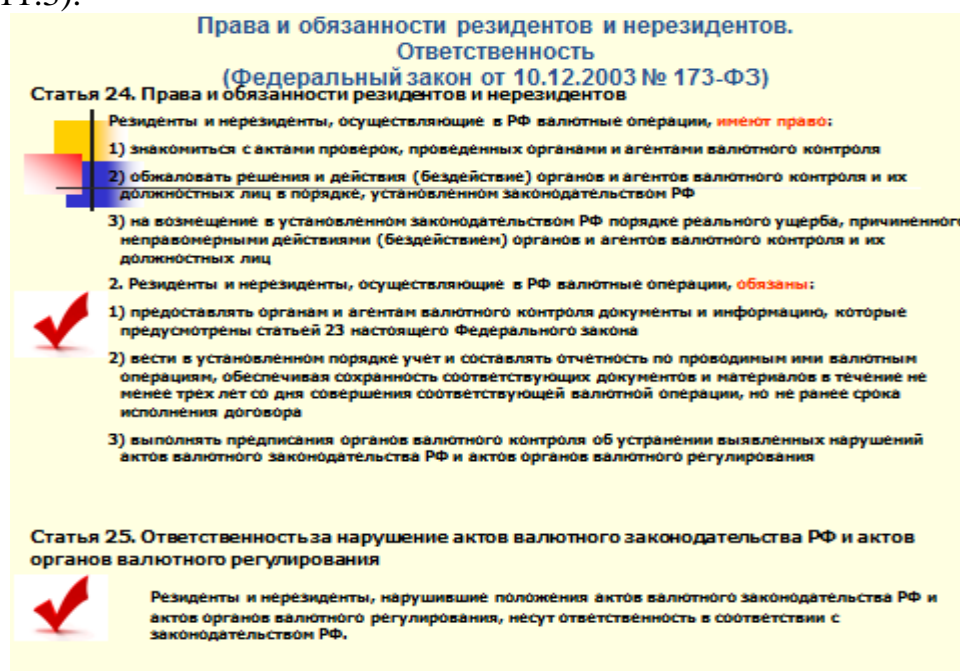 11.3).
Права и обязанности резидентов и нерезидентов.
Ответственность
(Федеральный закон от 10.12.2003 № 173-ФЗ)
Статья 24. Права и обязанности резидентов и нерезидентов
Резиденты и нерезиденты, осуществляющие в РФ валютные операции, имеют право:
1) знакомиться с актами проверок, проведенных органами и агентами валютного контроля
2) обжаловать решения и действия (бездействие) органов и агентов валютного контроля и их
должностных лиц в порядке, установленном законодательством РФ
3) на возмещение в установленном законодательством РФ порядке реального ущерба, причиненного
неправомерными действиями (бездействием) органов и агентов валютного контроля и их
должностных лиц
2. Резиденты и нерезиденты, осуществляющие в РФ валютные операции, обязаны:
1) предоставлять органам и агентам валютного контроля документы и информацию, которые
предусмотрены статьей 23 настоящего Федерального закона
2) вести в установленном порядке учет и составлять отчетность по проводимым ими валютным
операциям, обеспечивая сохранность соответствующих документов и материалов в течение не
менее трех лет со дня совершения соответствующей валютной операции, но не ранее срока
исполнения договора
3) выполнять предписания органов валютного контроля об устранении выявленных нарушений
актов валютного законодательства РФ и актов органов валютного регулирования
Статья 25. Ответственность за нарушение актов валютного законодательства РФ и актов
органов валютного регулирования
Резиденты и нерезиденты, нарушившие положения актов валютного законодательства РФ и
актов органов валютного регулирования, несут ответственность в соответствии с
законодательством РФ.